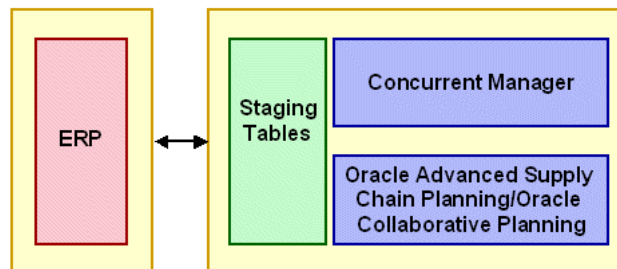 ERP
Staging
Tables
Concurrent Manager
Oracle Advanced Supply
Chain Planning/Oracle
Collaborative Planning